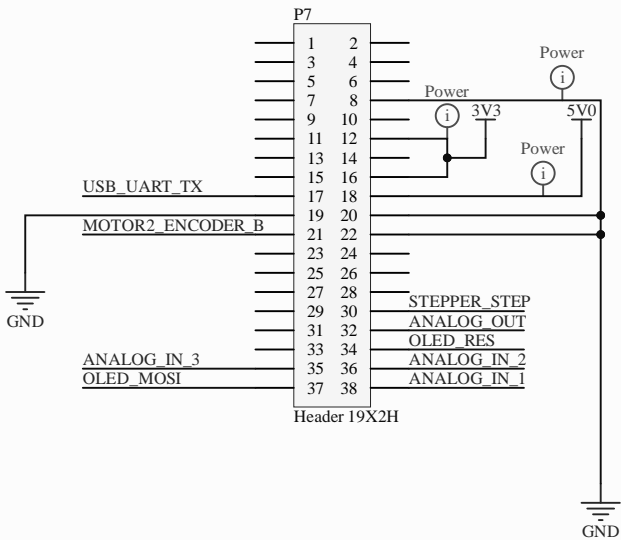 P7
1 2
3 4
Power
5 6
7 8
Power
3V3
5V0
9 10
11 12
Power
13 14
15 16
USB_UART_TX
17 18
19 20
MOTOR2_ENCODER_B
21 22
23 24
25 26
27 28
GND
STEPPER_STEP
29 30
ANALOG_OUT
31 32
OLED_RES
33 34
ANALOG_IN_3
35 36
ANALOG_IN_2
OLED_MOSI
37 38
ANALOG_IN_1
Header 19X2H
GND
i
i
i